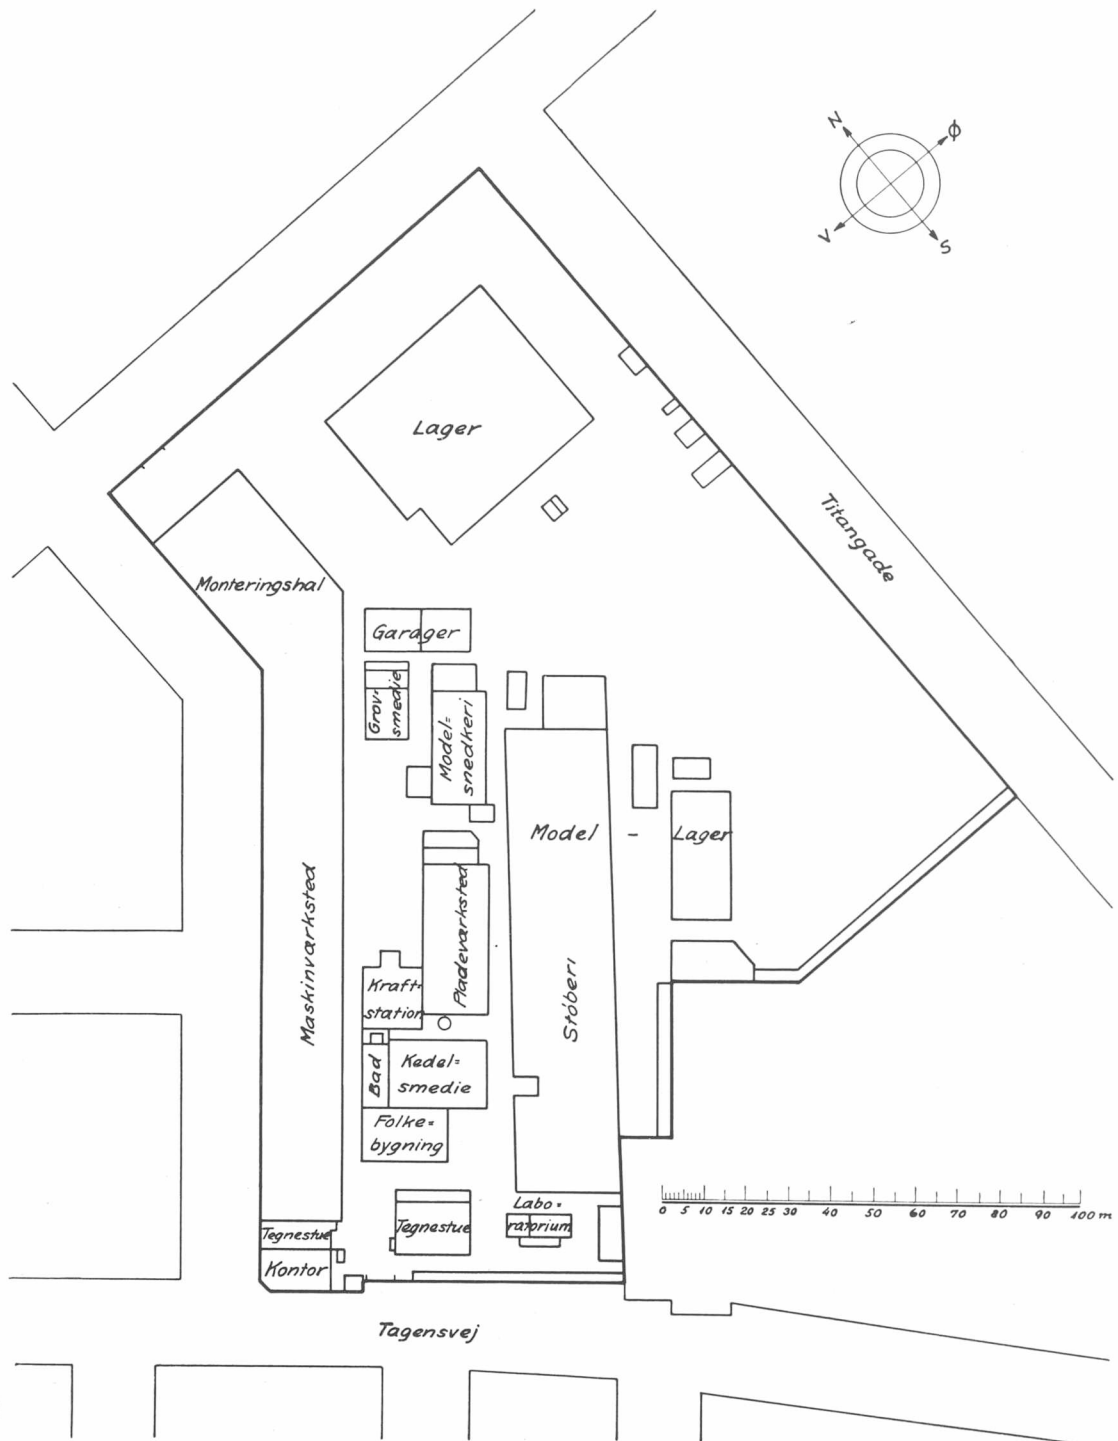 N
Ø
V
S
Lager
Titangade
Monteringshal
Garager
Grov-
smedie
Model=
snedkeri
Model - Lager
Maskinværksted
Pladeværksted
Støberi
Kraft-
station
Bad
Kedel=
smedie
Folke=
bygning
Labo=
ratorium
Tegnestue
Tegnestue
Kontor
0 5 10 15 20 25 30 40 50 60 70 80 90 100 m
Tagensvej